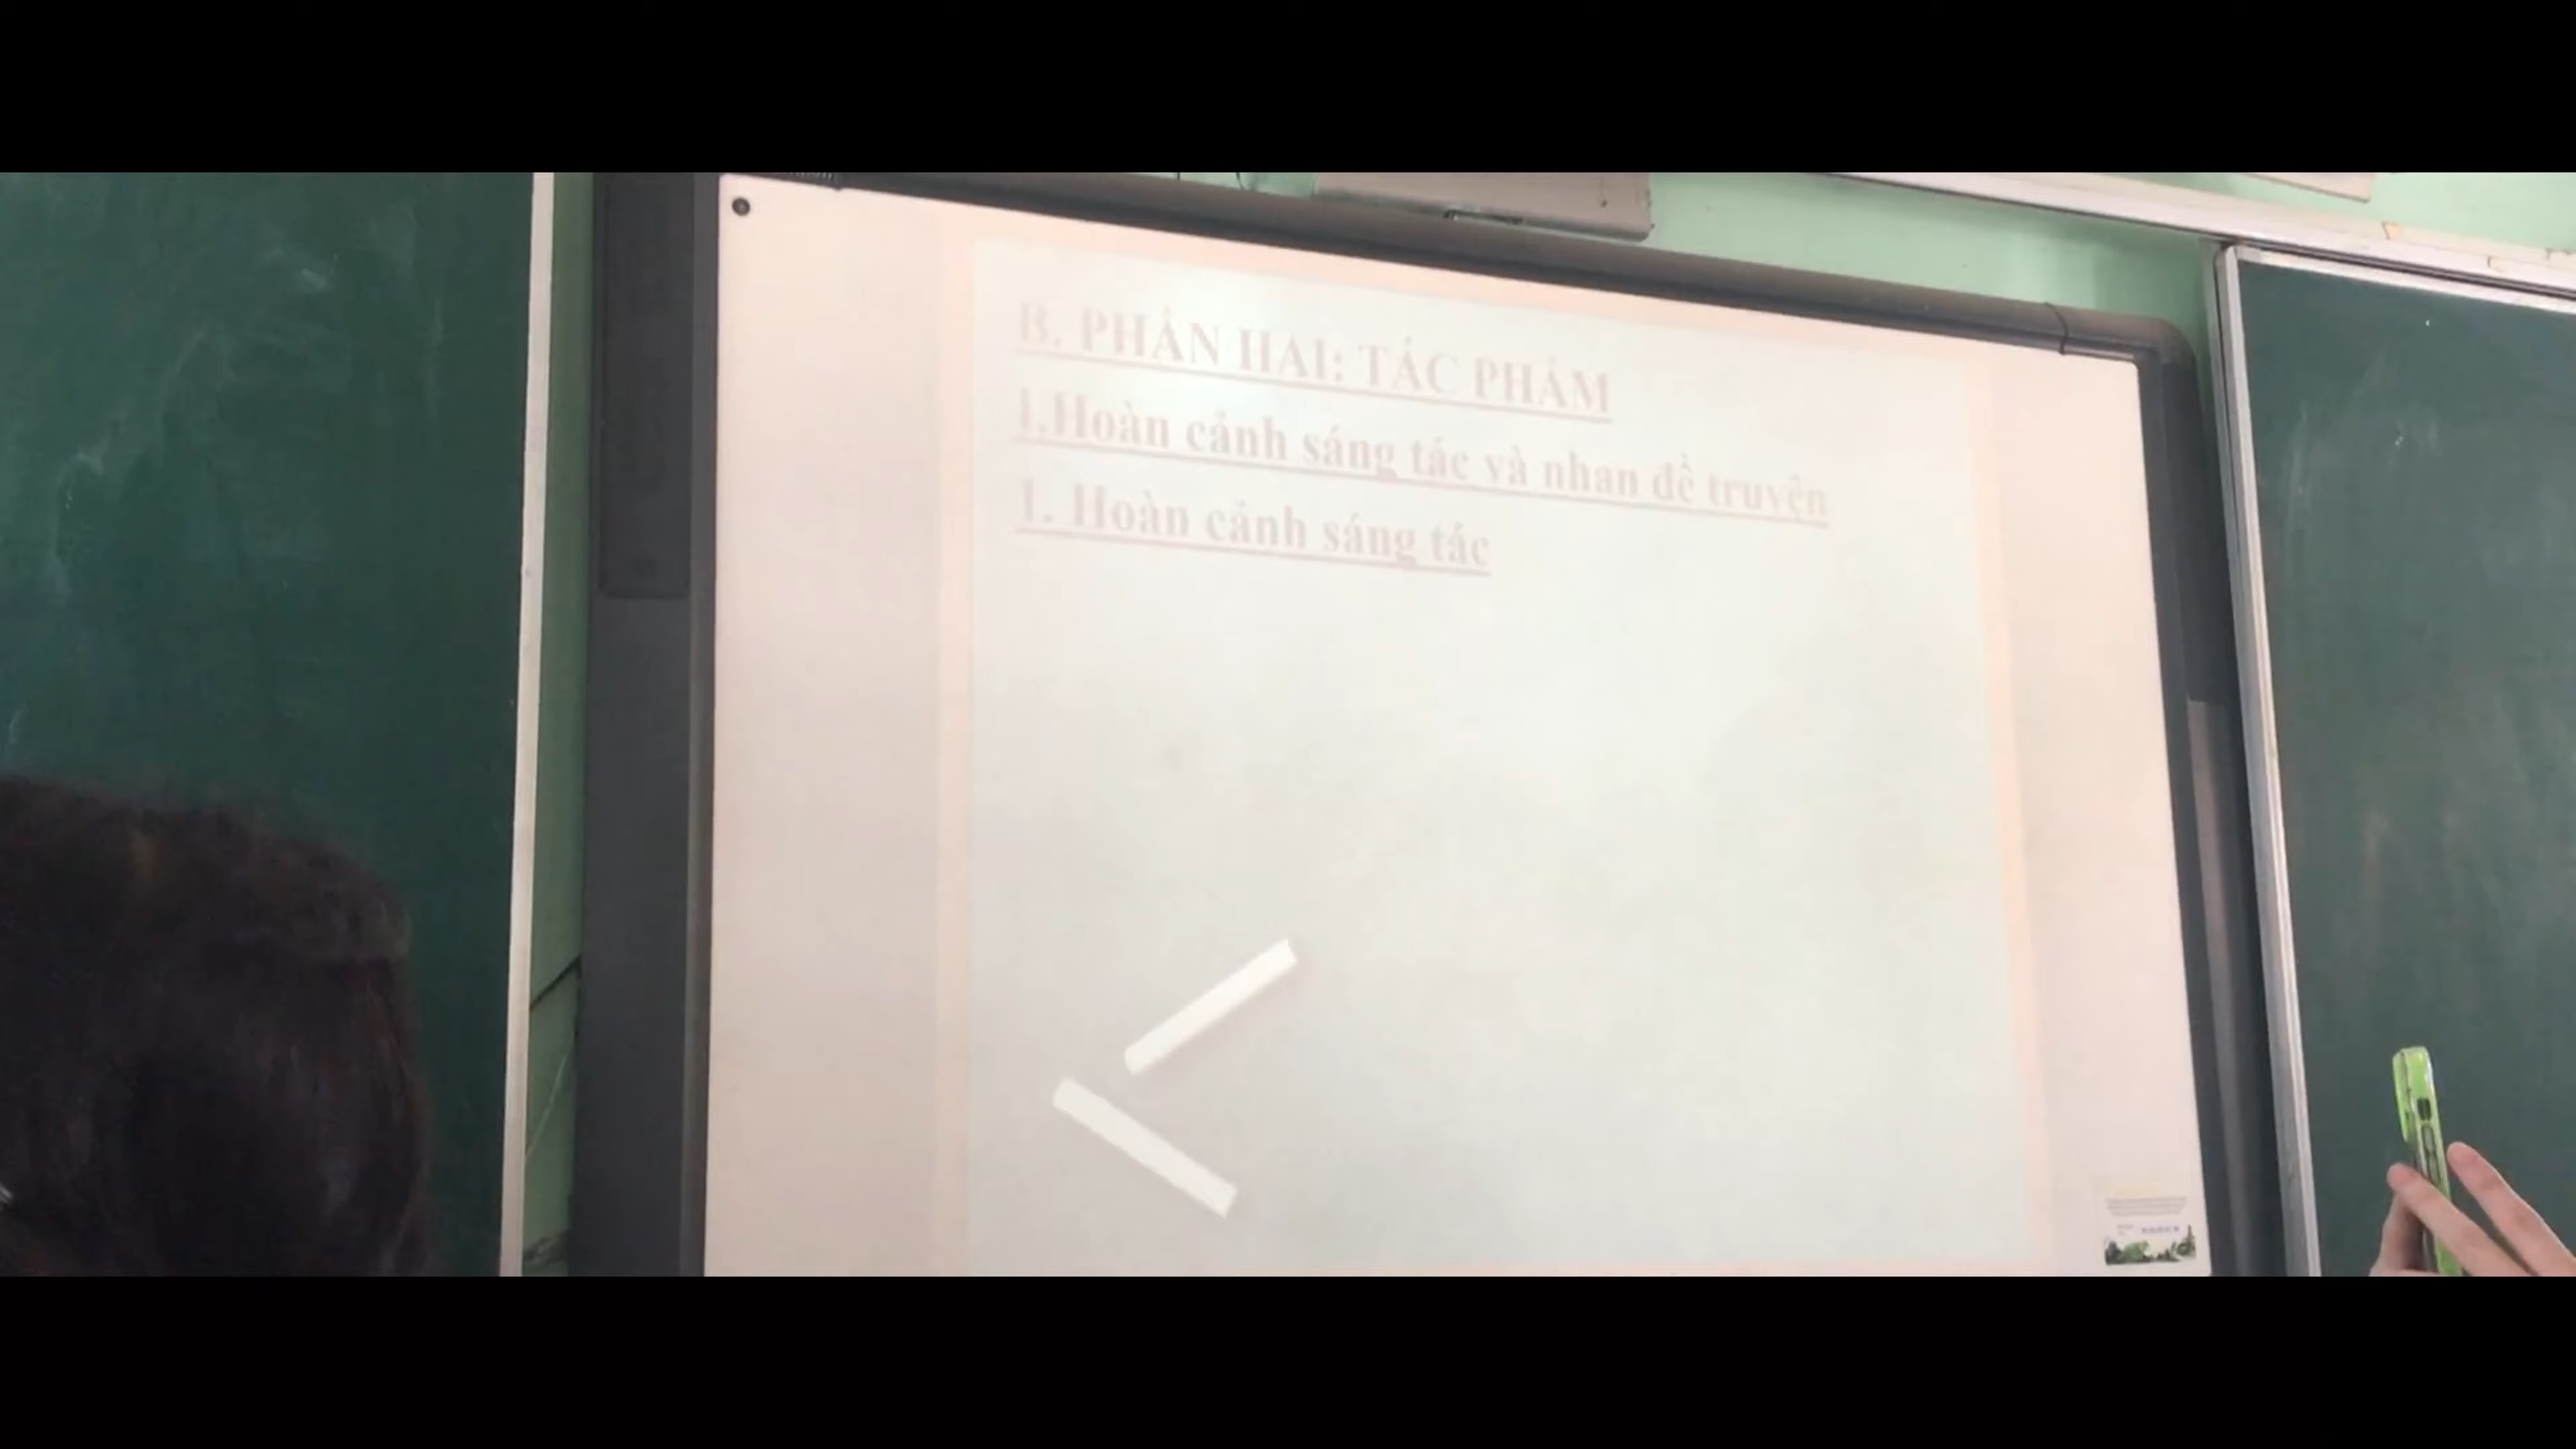 B. PHẦN HAI: TÁC PHẨM
I.Hoàn cảnh sáng tác và nhan đề truyện
1. Hoàn cảnh sáng tác